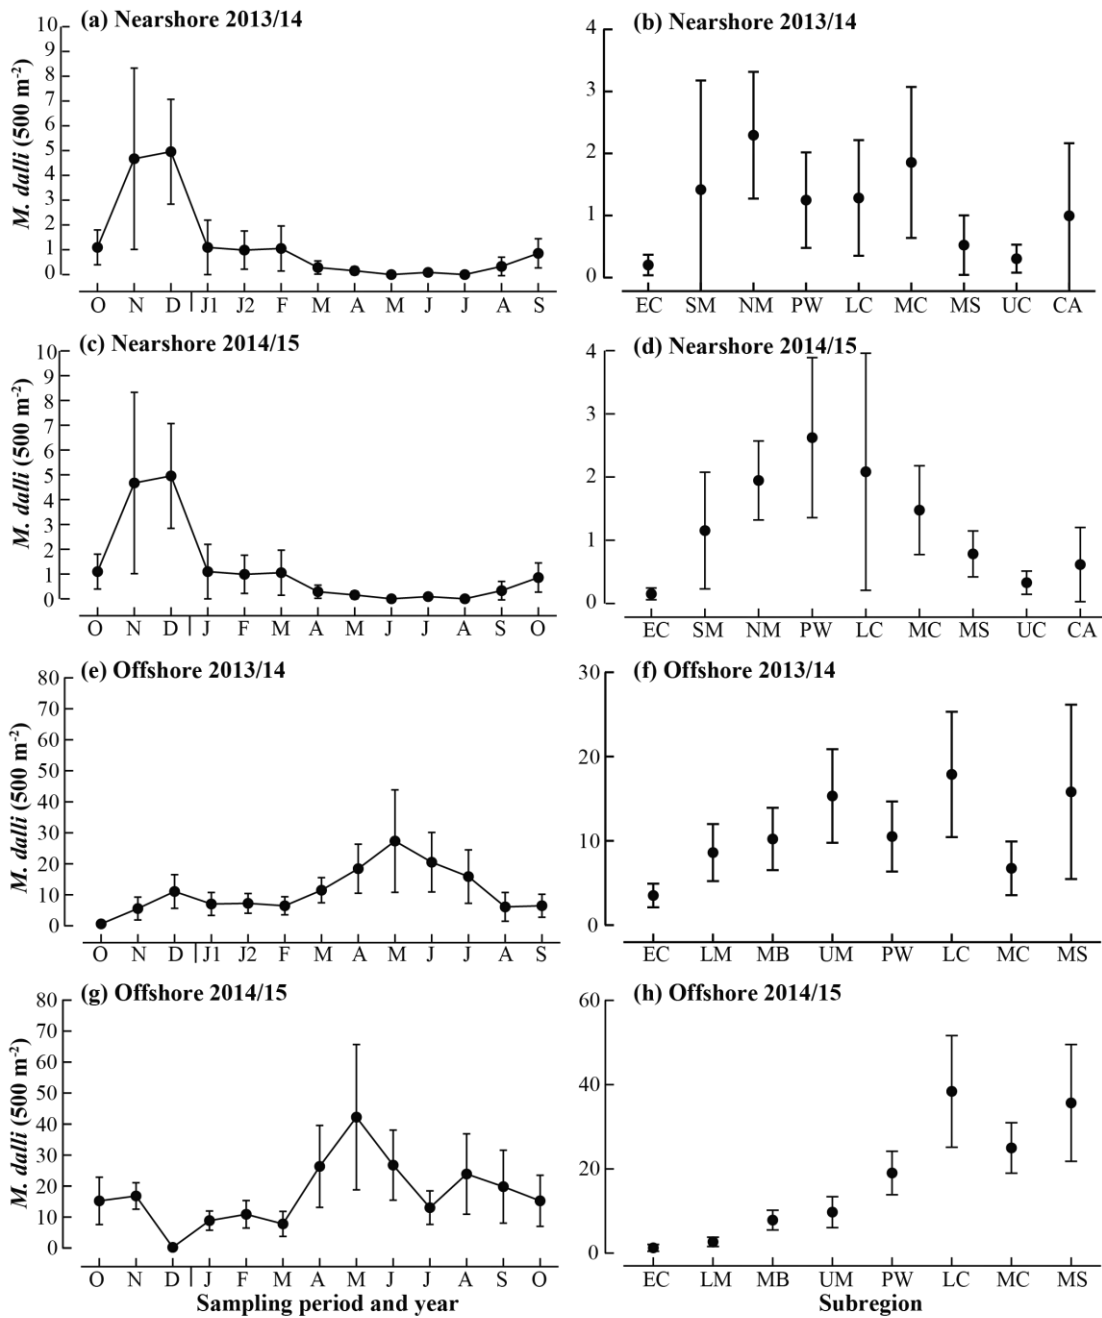 (a) Nearshore 2013/14
M. dalli (500 m-2)
10
9
8
7
6
5
4
3
2
1
0
O N D J1 J2 F M A M J J A S
(b) Nearshore 2013/14
4
3
2
1
0
EC SM NM PW LC MC MS UC CA
(c) Nearshore 2014/15
M. dalli (500 m-2)
10
9
8
7
6
5
4
3
2
1
0
O N D J F M A M J J A S O
(d) Nearshore 2014/15
4
3
2
1
0
EC SM NM PW LC MC MS UC CA
(e) Offshore 2013/14
M. dalli (500 m-2)
80
70
60
50
40
30
20
10
0
O N D J1 J2 F M A M J J A S
(f) Offshore 2013/14
30
20
10
0
EC LM MB UM PW LC MC MS
(g) Offshore 2014/15
M. dalli (500 m-2)
80
70
60
50
40
30
20
10
0
O N D J F M A M J J A S O
Sampling period and year
(h) Offshore 2014/15
60
40
20
0
EC LM MB UM PW LC MC MS
Subregion